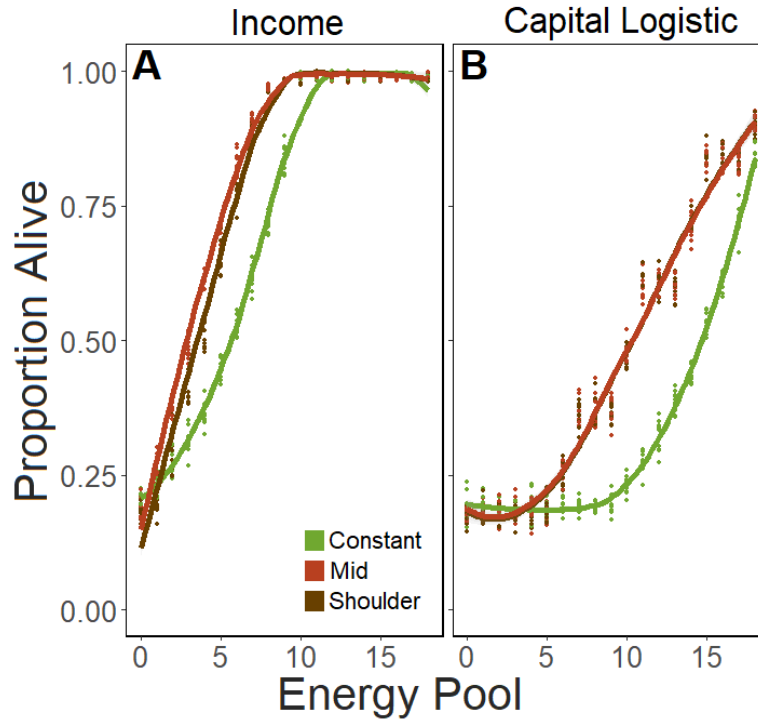 Income
Capital Logistic
A
B
Proportion Alive
1.00
0.75
0.50
0.25
0.00
Constant
Mid
Shoulder
0 5 10 15
0 5 10 15
Energy Pool